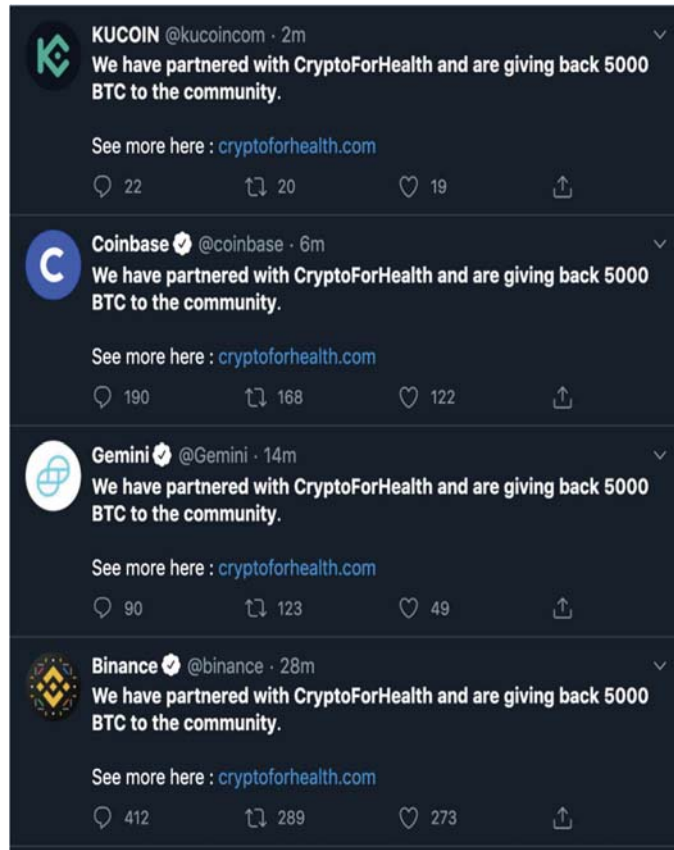 KUCOIN @kucoincom · 2m
We have partnered with CryptoForHealth and are giving back 5000
BTC to the community.
See more here : cryptoforhealth.com
22 20 19
Coinbase @coinbase · 6m
We have partnered with CryptoForHealth and are giving back 5000
BTC to the community.
See more here : cryptoforhealth.com
190 168 122
Gemini @Gemini · 14m
We have partnered with CryptoForHealth and are giving back 5000
BTC to the community.
See more here : cryptoforhealth.com
90 123 49
Binance @binance · 28m
We have partnered with CryptoForHealth and are giving back 5000
BTC to the community.
See more here : cryptoforhealth.com
412 289 273